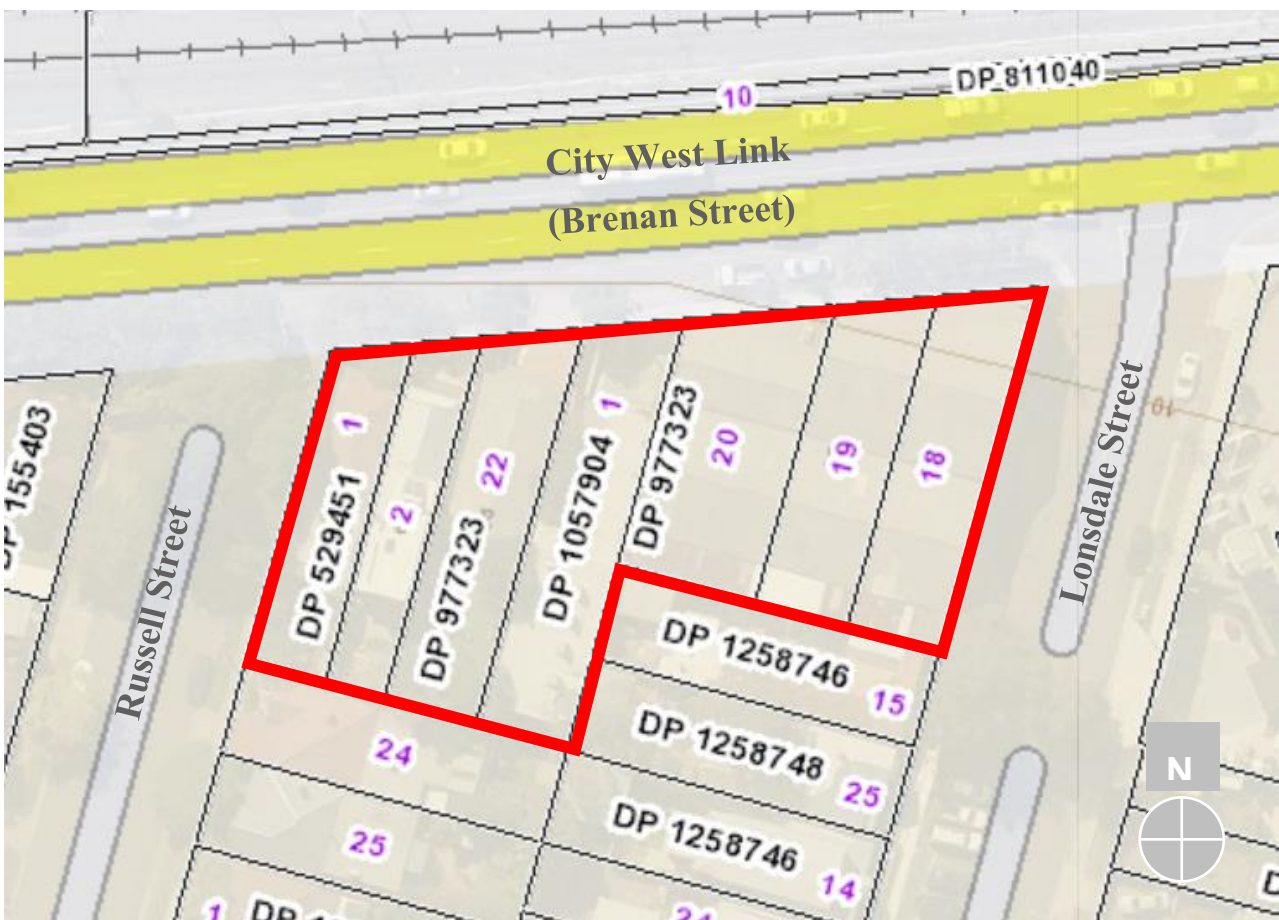 DP 811040
10
City West Link
(Brenan Street)
155403
1
DP 529451
2
22
DP 977323
1
DP 1057904
DP 977323
20
19
18
10
Russell Street
Lonsdale Street
DP 1258746
15
DP 1258748
25
DP 1258746
14
24
25
1
DP
24
N